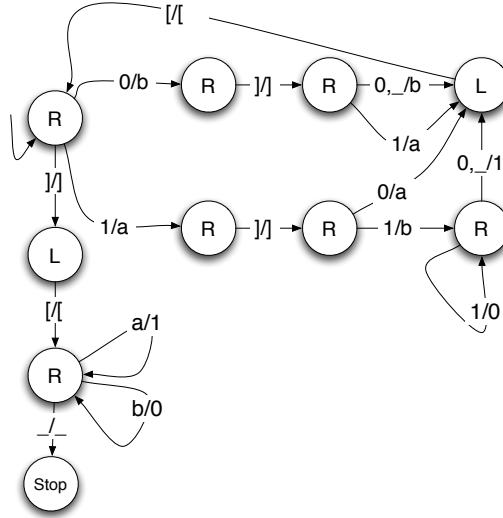 [/[
0/b
R
]/]
R
0,_/b
L
R
1/a
]/]
0/a
0,_/1
1/a
R
]/]
R
1/b
R
L
[/[
1/0
a/1
R
b/0
_/_
Stop